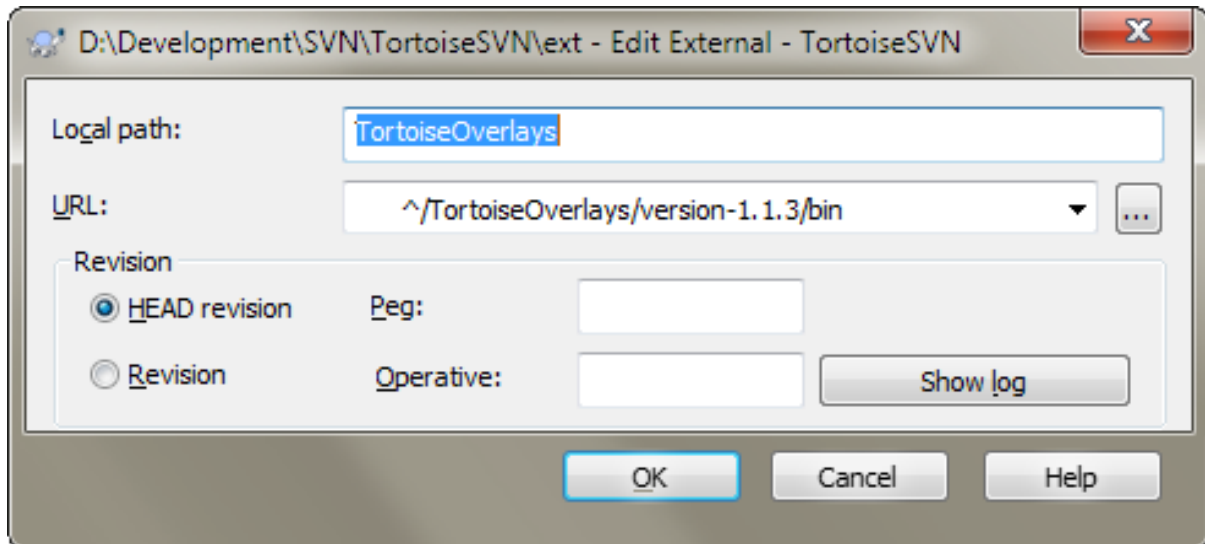 D:\Development\SVN\TortoiseSVN\ext - Edit External - TortoiseSVN
Local path: TortoiseOverlays
URL: ^/TortoiseOverlays/version-1.1.3/bin ...
Revision
HEAD revision Peg:
Revision Operative: Show log
OK Cancel Help